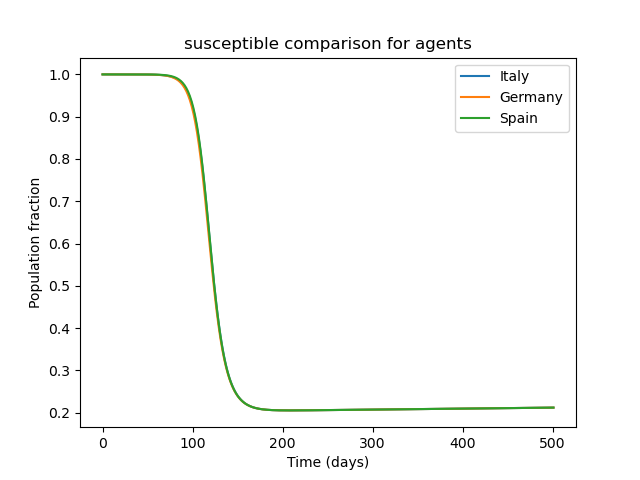 susceptible comparison for agents
Italy
Germany
Spain
Population fraction
1.0
0.9
0.8
0.7
0.6
0.5
0.4
0.3
0.2
0 100 200 300 400 500
Time (days)